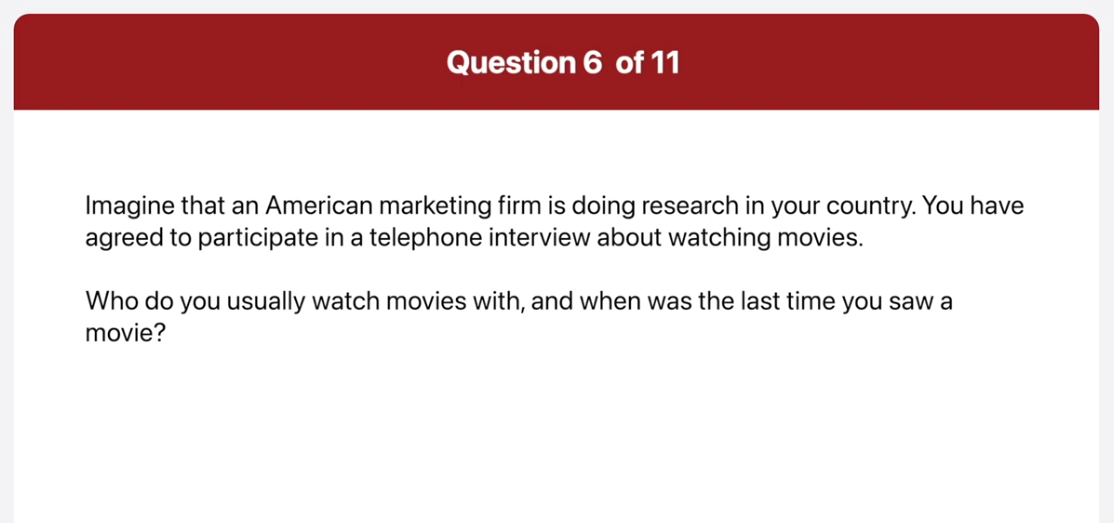 Question 6 of 11
Imagine that an American marketing firm is doing research in your country. You have
agreed to participate in a telephone interview about watching movies.
Who do you usually watch movies with, and when was the last time you saw a
movie?